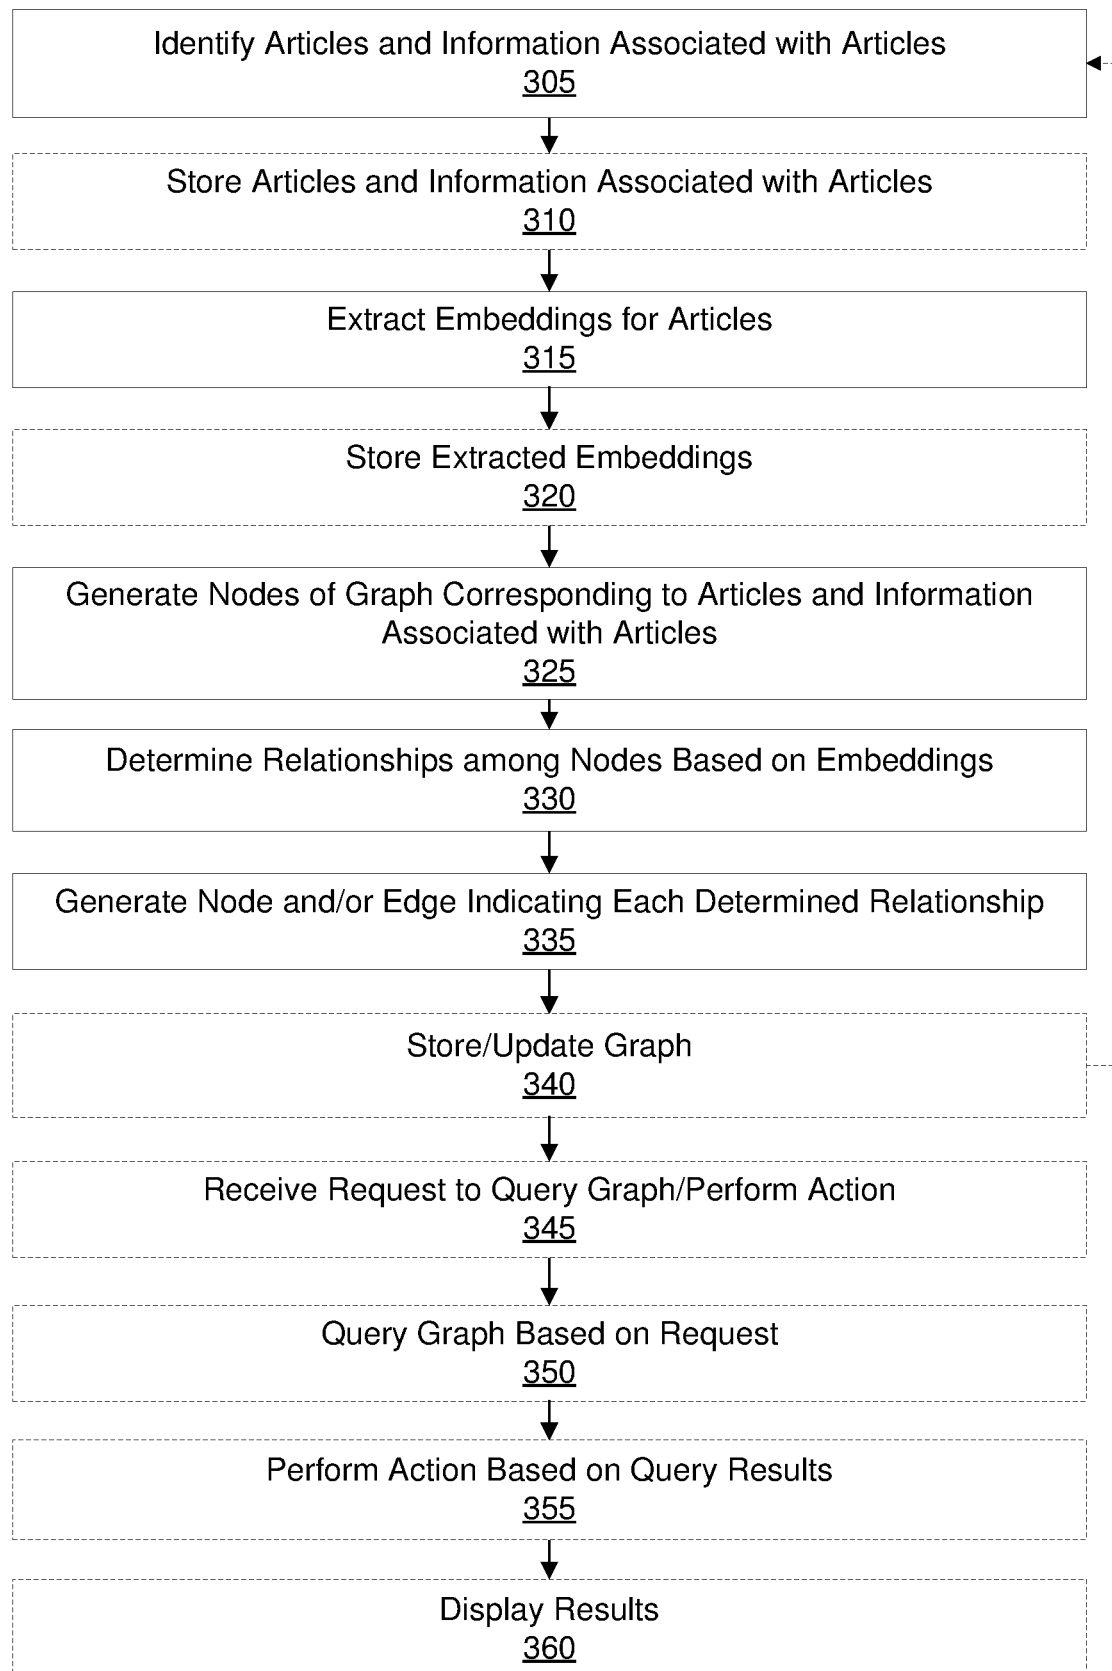 Identify Articles and Information Associated with Articles
305
Store Articles and Information Associated with Articles
310
Extract Embeddings for Articles
315
Store Extracted Embeddings
320
Generate Nodes of Graph Corresponding to Articles and Information
Associated with Articles
325
Determine Relationships among Nodes Based on Embeddings
330
Generate Node and/or Edge Indicating Each Determined Relationship
335
Store/Update Graph
340
Receive Request to Query Graph/Perform Action
345
Query Graph Based on Request
350
Perform Action Based on Query Results
355
Display Results
360